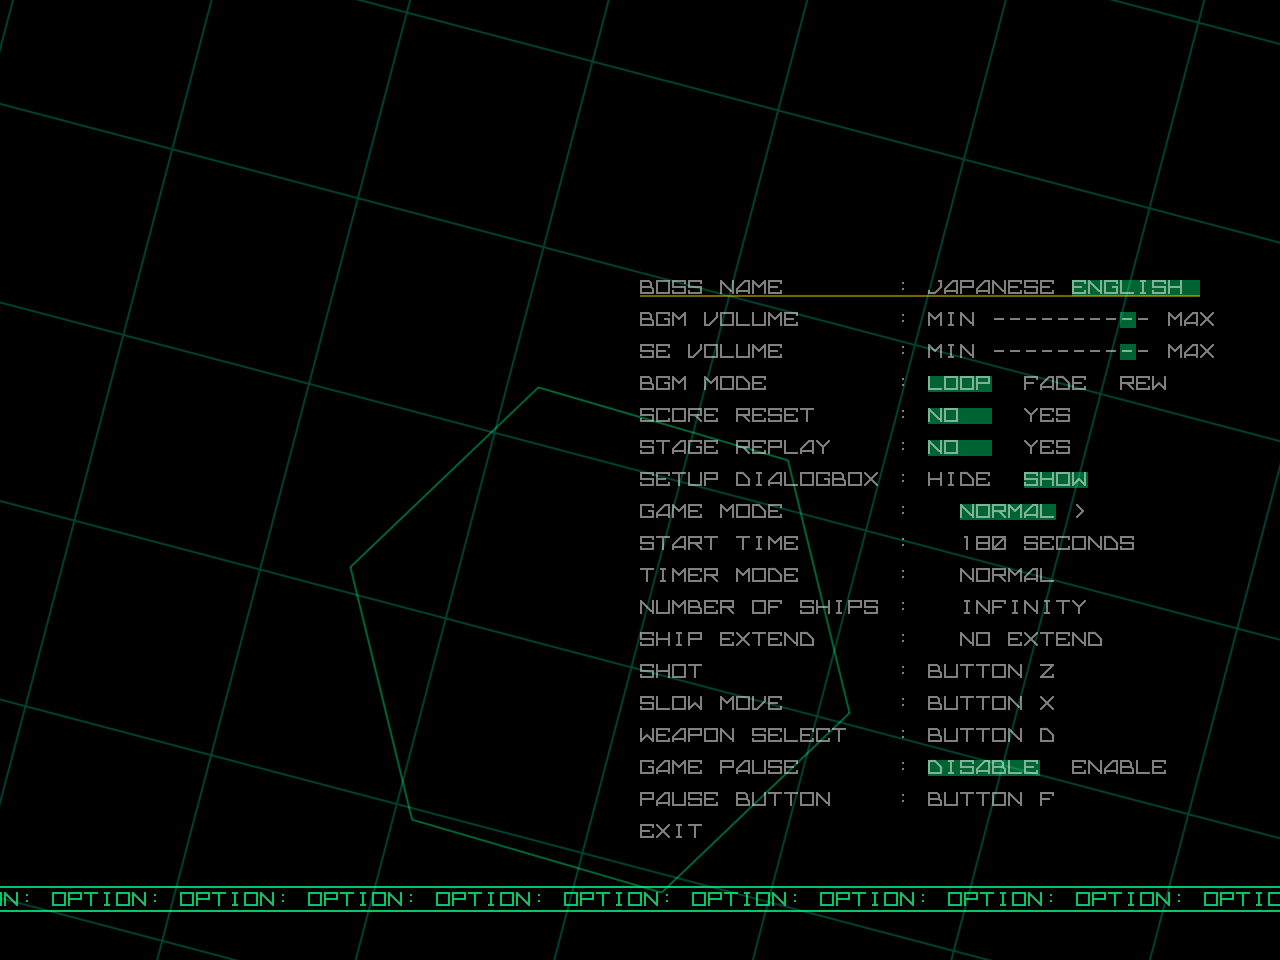 BOSS NAME : JAPANESE ENGLISH
BGM VOLUME : MIN ---------- MAX
SE VOLUME : MIN ---------- MAX
BGM MODE : LOOP FADE REW
SCORE RESET : NO YES
STAGE REPLAY : NO YES
SETUP DIALOGBOX : HIDE SHOW
GAME MODE : NORMAL >
START TIME : 180 SECONDS
TIMER MODE : NORMAL
NUMBER OF SHIPS : INFINITY
SHIP EXTEND : NO EXTEND
SHOT : BUTTON Z
SLOW MOVE : BUTTON X
WEAPON SELECT : BUTTON D
GAME PAUSE : DISABLE ENABLE
PAUSE BUTTON : BUTTON F
EXIT
ON: OPTION: OPTION: OPTION: OPTION: OPTION: OPTION: OPTION: OPTION: OPTION: OPTIO